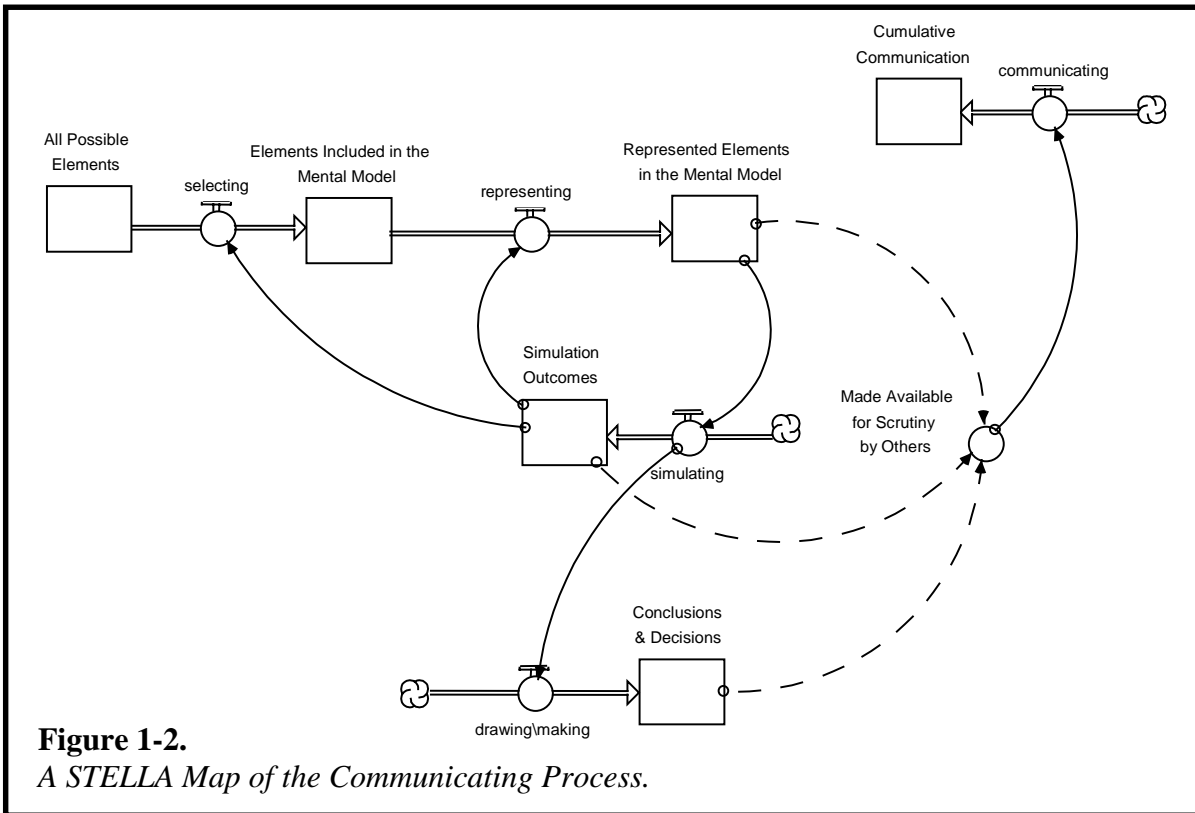 Cumulative
Communication
communicating
All Possible
Elements
selecting
Elements Included in the
Mental Model
representing
Represented Elements
in the Mental Model
Simulation
Outcomes
simulating
Made Available
for Scrutiny
by Others
Conclusions
& Decisions
drawing\making
Figure 1-2.
A STELLA Map of the Communicating Process.